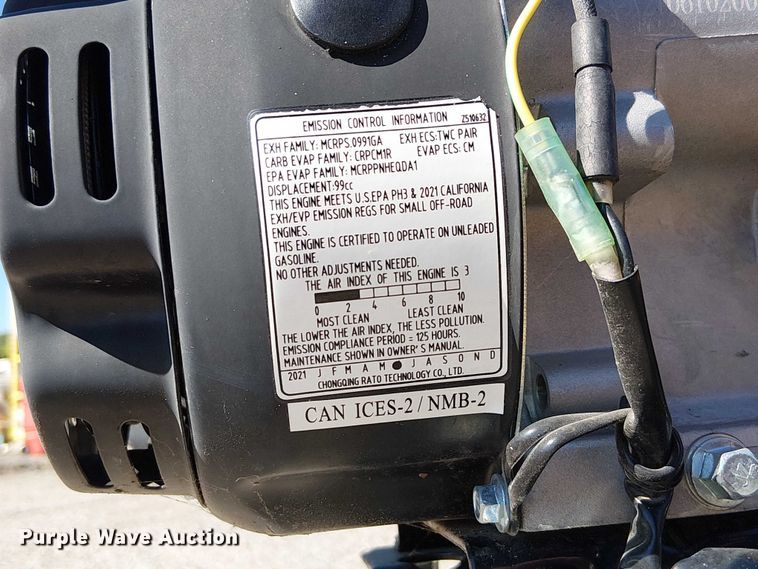 0610200
EMISSION CONTROL INFORMATION ZS10632
EXH FAMILY: MCRPS.0991GA EXH ECS:TWC PAIR
CARB EVAP FAMILY: CRPCM1R EVAP ECS: CM
EPA EVAP FAMILY: MCRPPNHEQDA1
DISPLACEMENT:99cc
THIS ENGINE MEETS U.S.EPA PH3 & 2021 CALIFORNIA
EXH/EVP EMISSION REGS FOR SMALL OFF-ROAD
ENGINES.
THIS ENGINE IS CERTIFIED TO OPERATE ON UNLEADED
GASOLINE.
NO OTHER ADJUSTMENTS NEEDED.
THE AIR INDEX OF THIS ENGINE IS 3
0 2 4 6 8 10
MOST CLEAN LEAST CLEAN
THE LOWER THE AIR INDEX, THE LESS POLLUTION.
EMISSION COMPLIANCE PERIOD = 125 HOURS.
MAINTENANCE SHOWN IN OWNER'S MANUAL.
2021 J F M A M ● J A S O N D
CHONGQING RATO TECHNOLOGY CO., LTD.
CAN ICES-2 / NMB-2
Purple Wave Auction